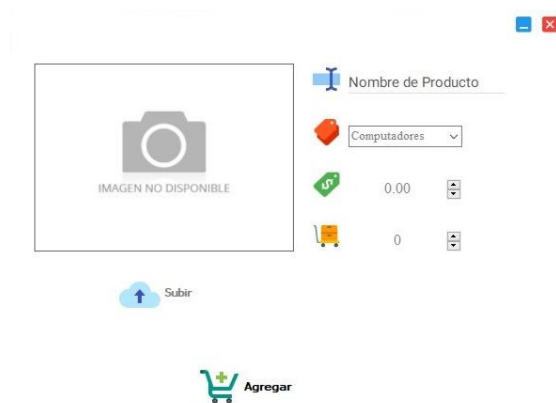 Nombre de Producto
IMAGEN NO DISPONIBLE
Computadores
$
0.00
0
Subir
Agregar